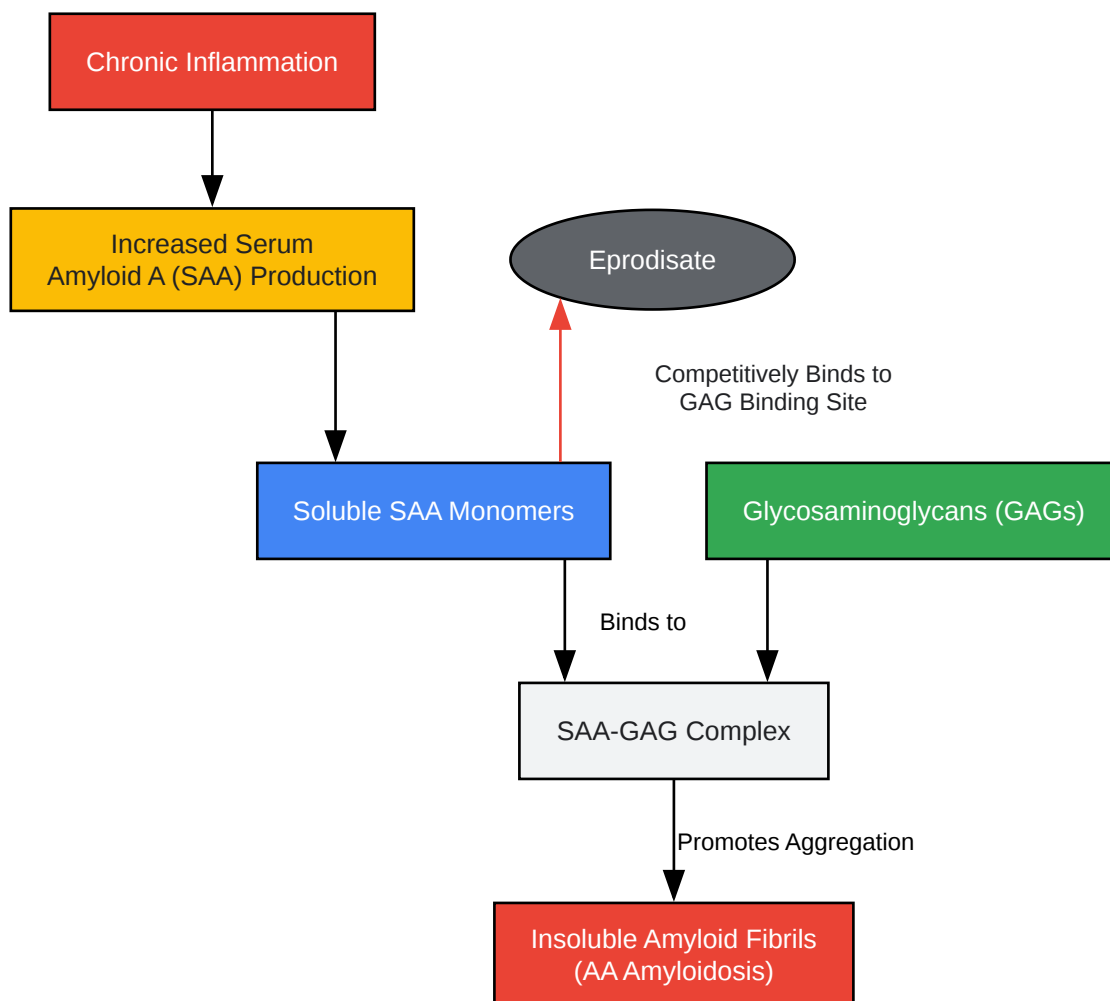 Chronic Inflammation
Increased Serum
Amyloid A (SAA) Production
Eprodisate
Competitively Binds to
GAG Binding Site
Soluble SAA Monomers
Glycosaminoglycans (GAGs)
Binds to
SAA-GAG Complex
Promotes Aggregation
Insoluble Amyloid Fibrils
(AA Amyloidosis)